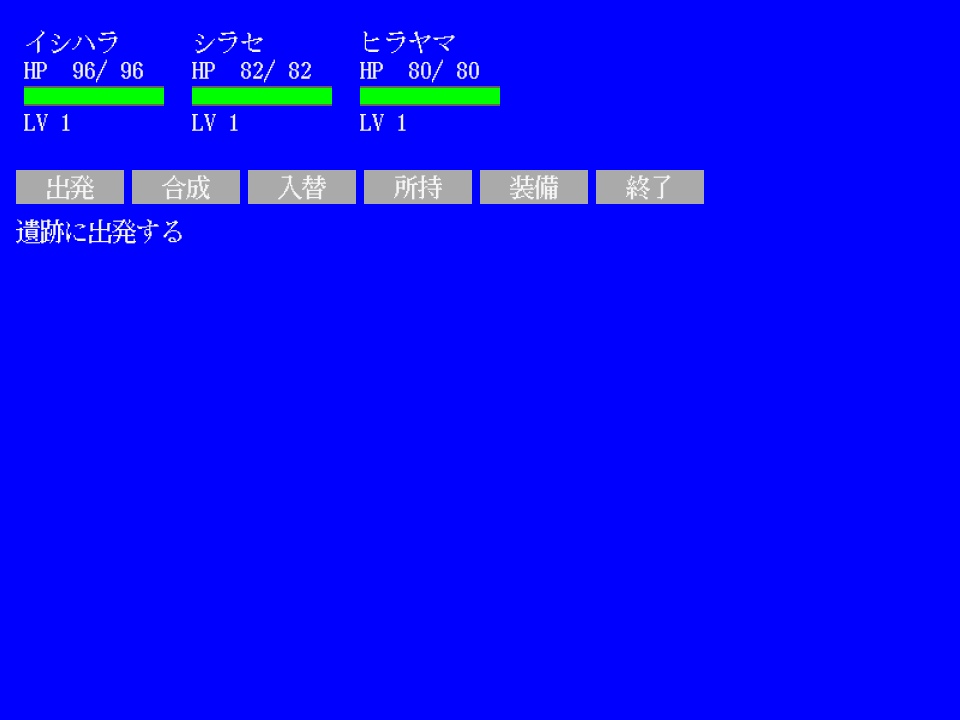 イシハラ シラセ ヒラヤマ
HP 96/ 96 HP 82/ 82 HP 80/ 80
LV 1 LV 1 LV 1
出発 合成 入替 所持 装備 終了
遺跡に出発する